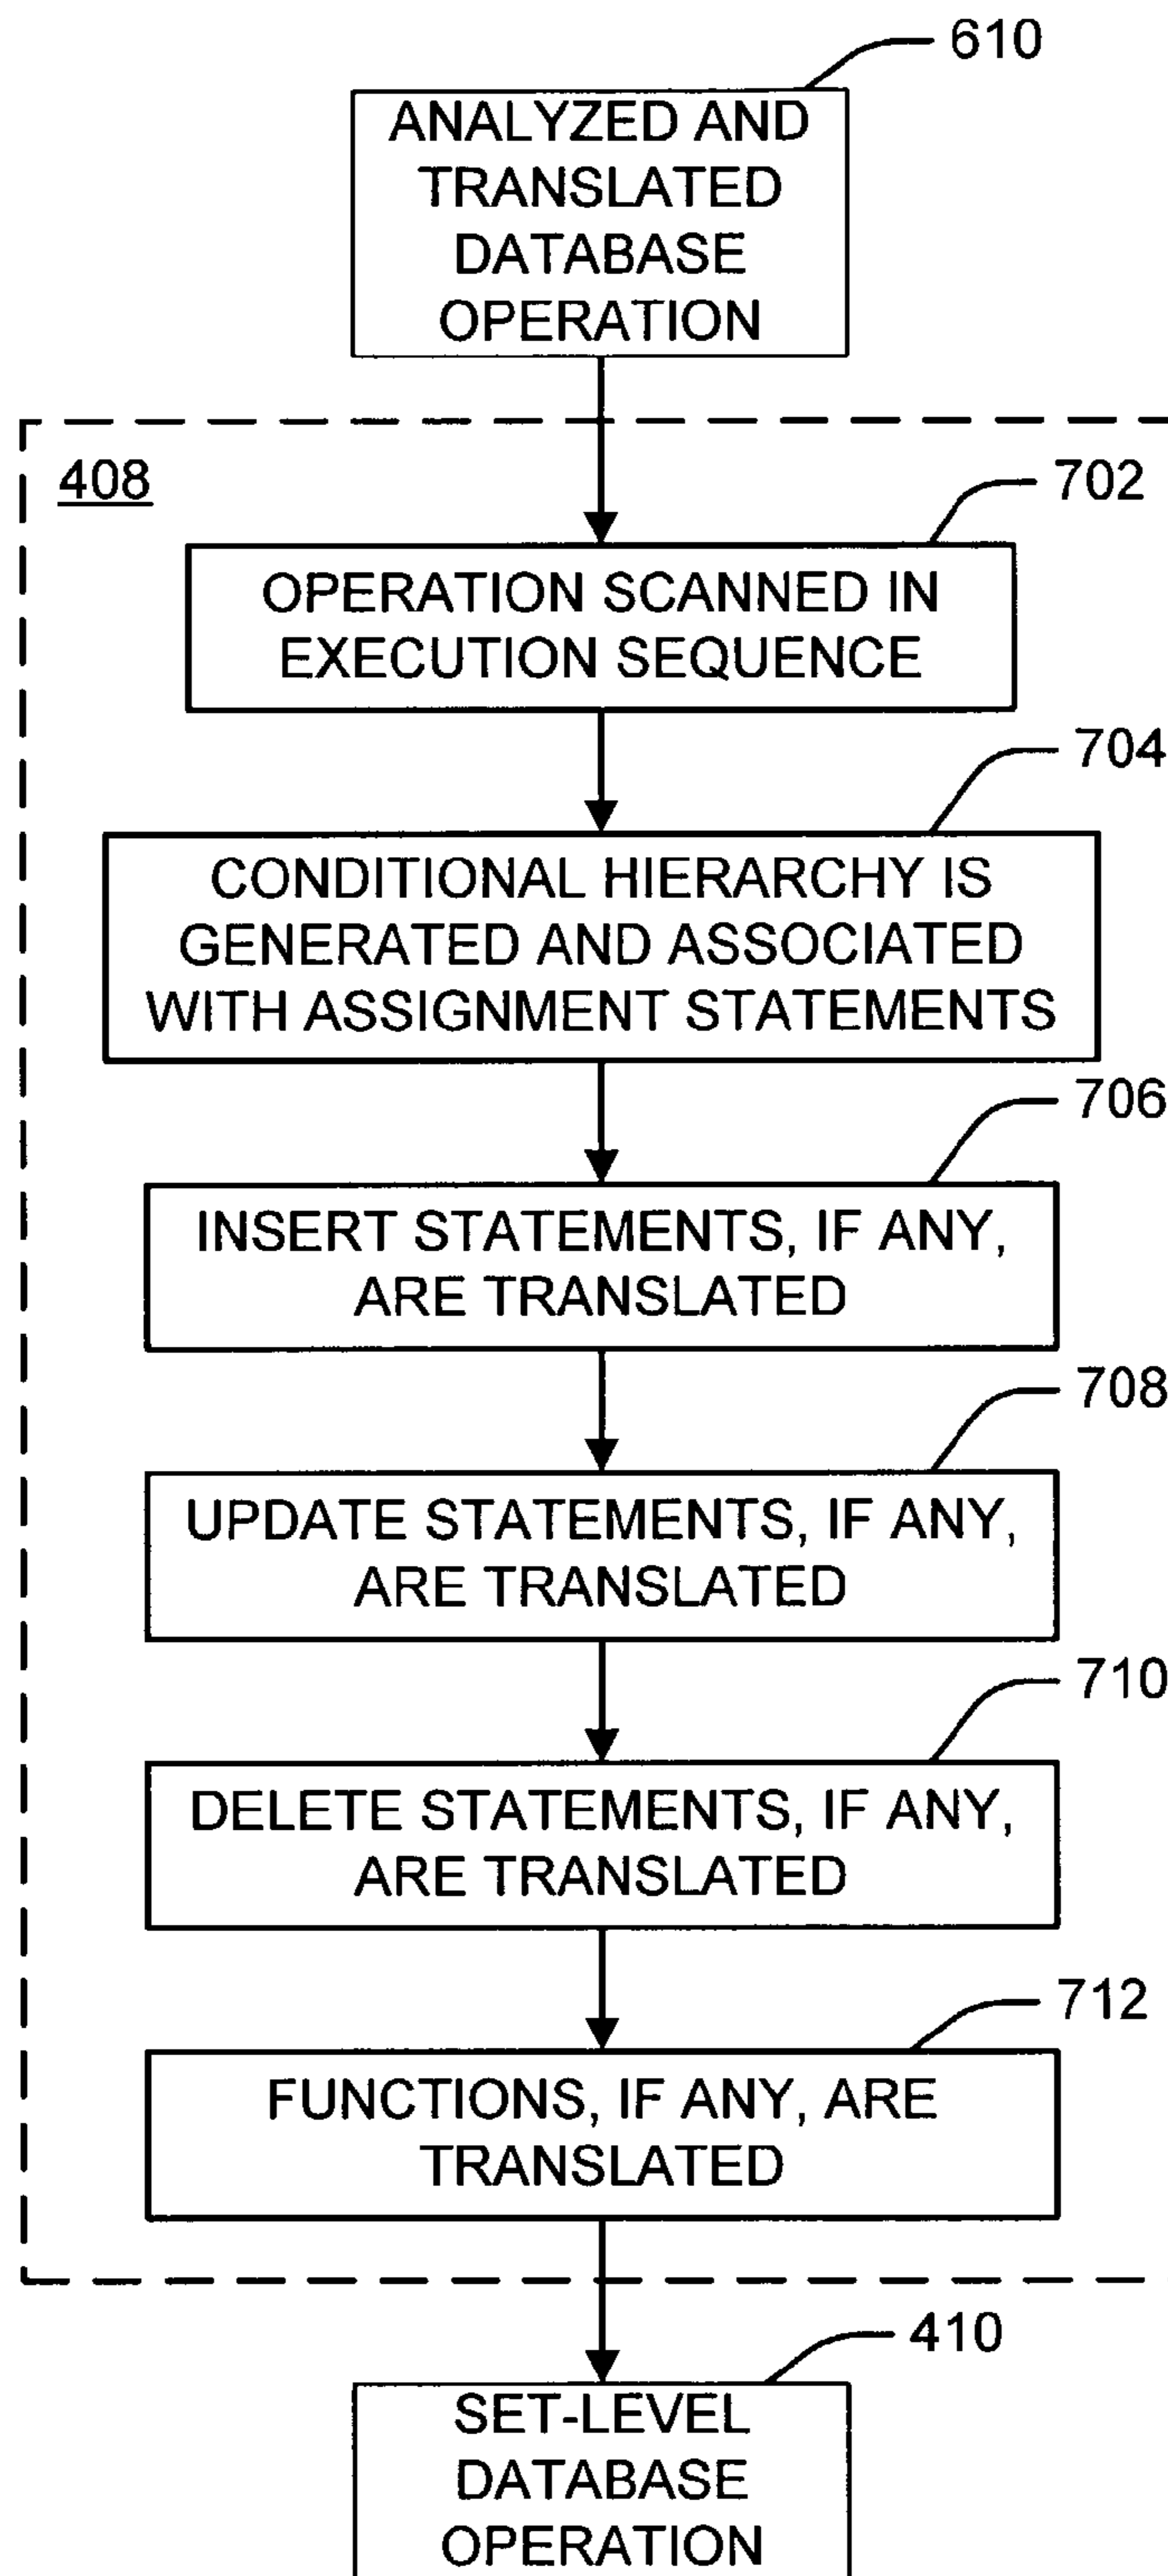 610
ANALYZED AND
TRANSLATED
DATABASE
OPERATION
408
702
OPERATION SCANNED IN
EXECUTION SEQUENCE
704
CONDITIONAL HIERARCHY IS
GENERATED AND ASSOCIATED
WITH ASSIGNMENT STATEMENTS
706
INSERT STATEMENTS, IF ANY,
ARE TRANSLATED
708
UPDATE STATEMENTS, IF ANY,
ARE TRANSLATED
710
DELETE STATEMENTS, IF ANY,
ARE TRANSLATED
712
FUNCTIONS, IF ANY, ARE
TRANSLATED
410
SET-LEVEL
DATABASE
OPERATION